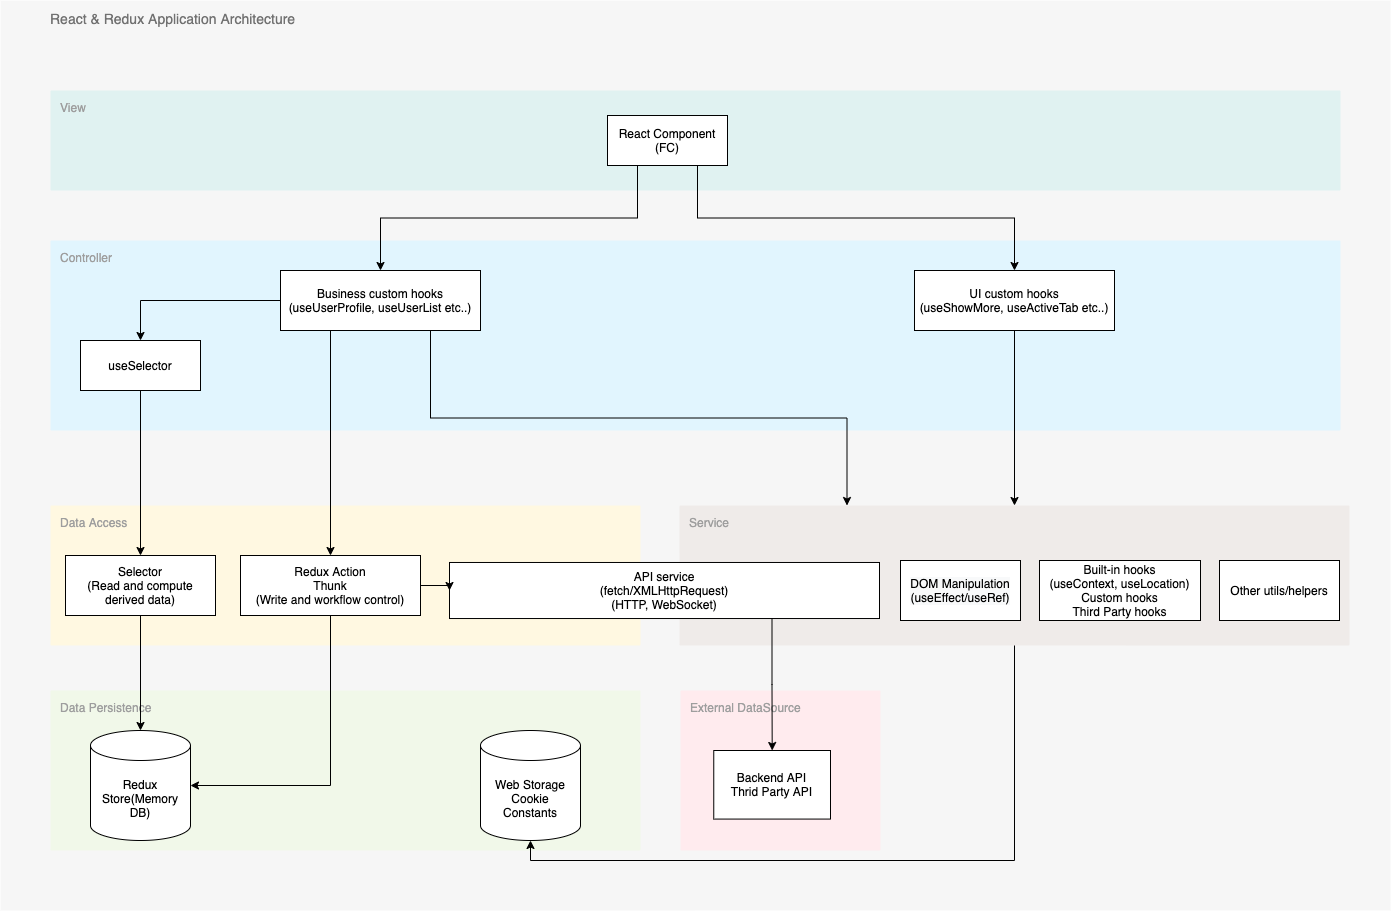 React & Redux Application Architecture
View
React Component
(FC)
Controller
Business custom hooks
(useUserProfile, useUserList etc..)
UI custom hooks
(useShowMore, useActiveTab etc..)
useSelector
Data Access
Selector
(Read and compute
derived data)
Redux Action
Thunk
(Write and workflow control)
API service
(fetch/XMLHttpRequest)
(HTTP, WebSocket)
Service
DOM Manipulation
(useEffect/useRef)
Built-in hooks
(useContext, useLocation)
Custom hooks
Third Party hooks
Other utils/helpers
Data Persistence
Redux
Store(Memory
DB)
Web Storage
Cookie
Constants
External DataSource
Backend API
Thrid Party API